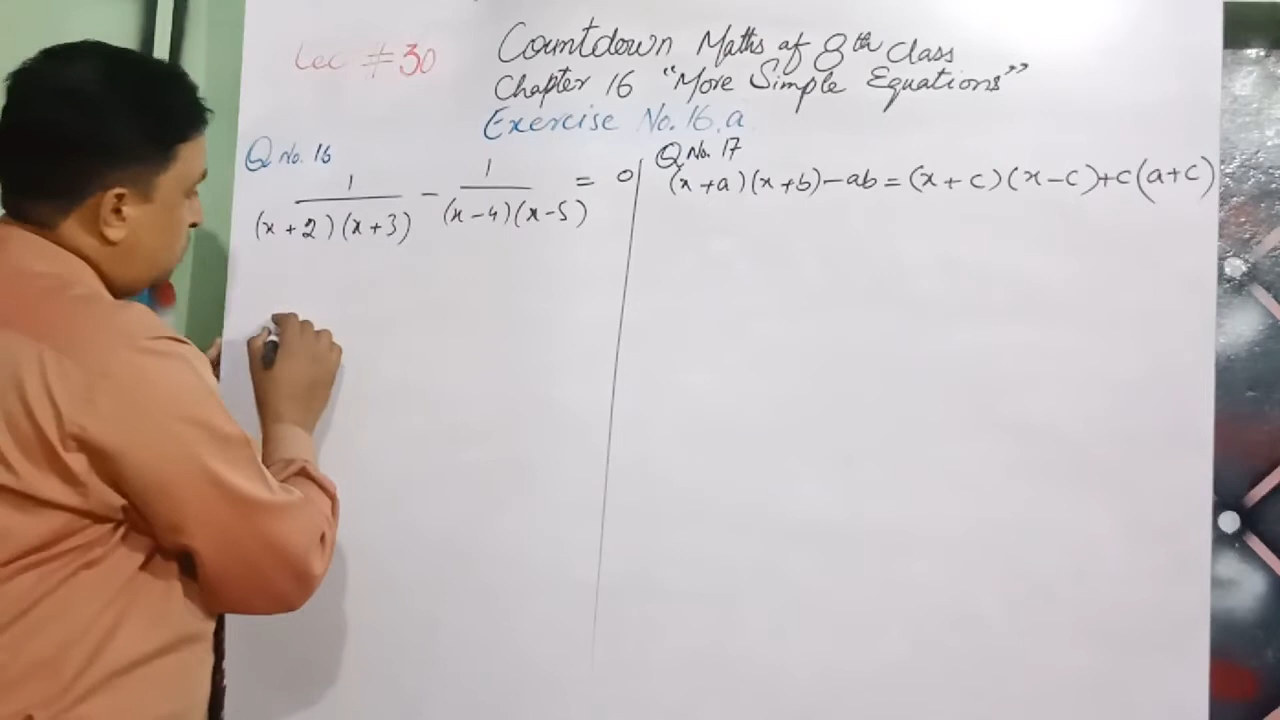 Lec #30
Countdown Maths of 8th Class
Chapter 16 "More Simple Equations"
Exercise No. 16.a
Q No. 16
1/((x+2)(x+3)) - 1/((x-4)(x-5)) = 0
Q No. 17
(x+a)(x+b)-ab=(x+c)(x-c)+c(a+c)